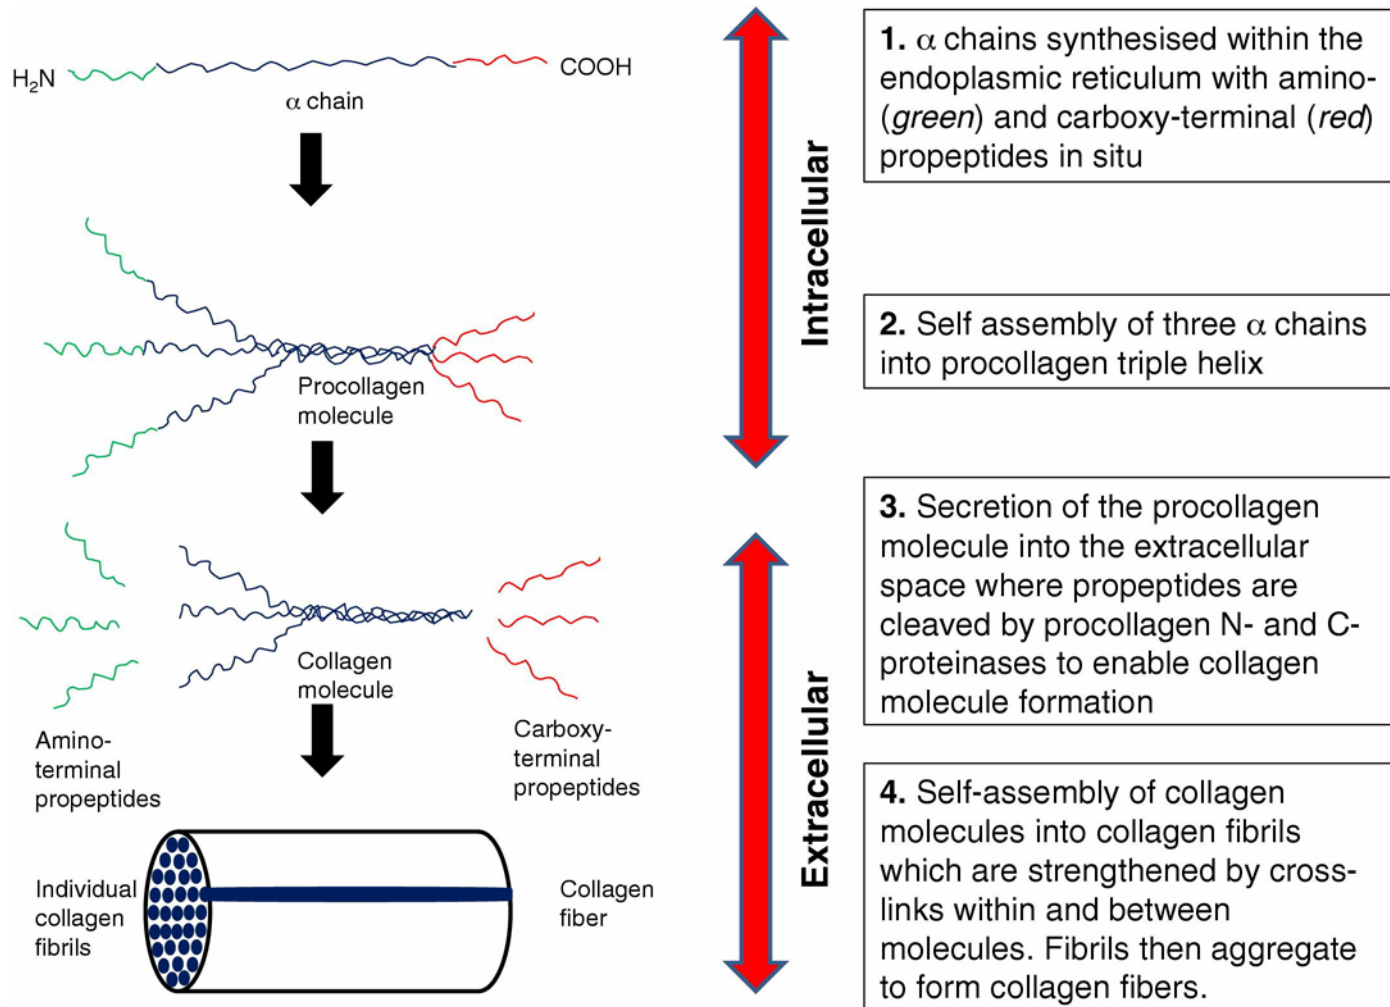 H₂N
COOH
α chain
Procollagen
molecule
Collagen
molecule
Amino-
terminal
propeptides
Carboxy-
terminal
propeptides
Individual
collagen
fibrils
Collagen
fiber
Intracellular
Extracellular
1. α chains synthesised within the
endoplasmic reticulum with amino-
(green) and carboxy-terminal (red)
propeptides in situ
2. Self assembly of three α chains
into procollagen triple helix
3. Secretion of the procollagen
molecule into the extracellular
space where propeptides are
cleaved by procollagen N- and C-
proteinases to enable collagen
molecule formation
4. Self-assembly of collagen
molecules into collagen fibrils
which are strengthened by cross-
links within and between
molecules. Fibrils then aggregate
to form collagen fibers.